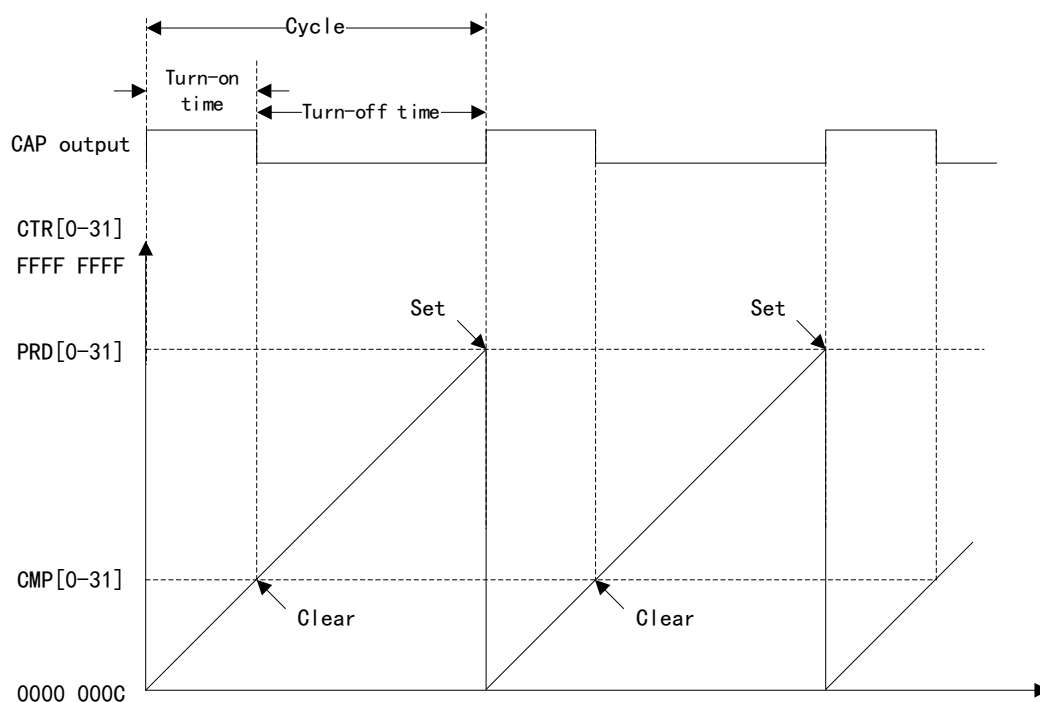 Cycle
Turn-on
time
Turn-off time
CAP output
CTR[0-31]
FFFF FFFF
Set
Set
PRD[0-31]
CMP[0-31]
Clear
Clear
0000 000C